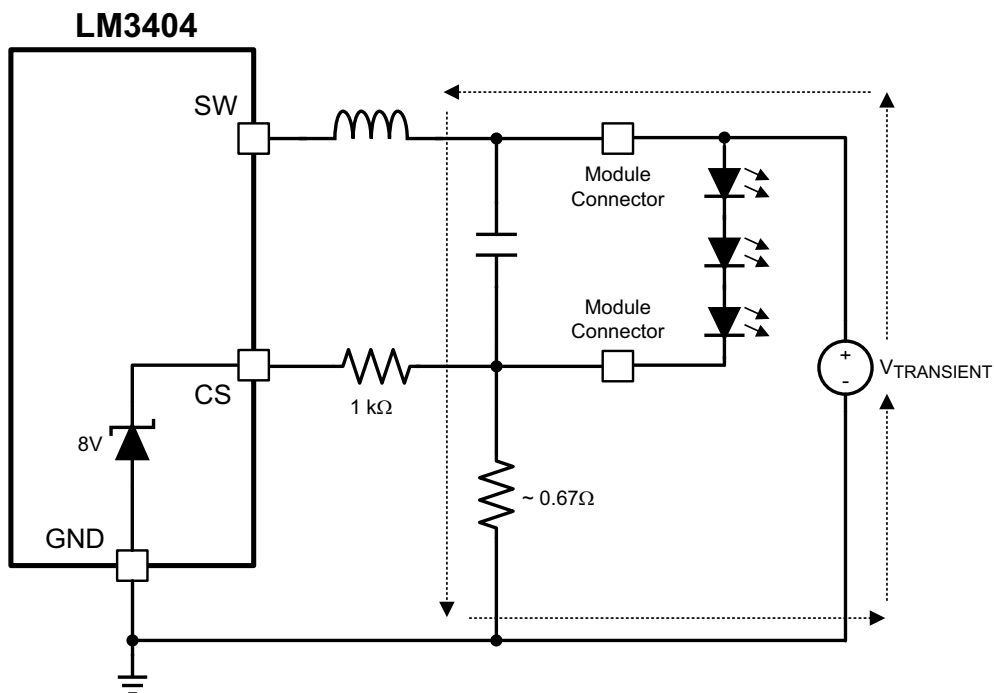 LM3404
SW
Module
Connector
Module
Connector
+
-
VTRANSIENT
CS
1 kΩ
8V
~ 0.67Ω
GND